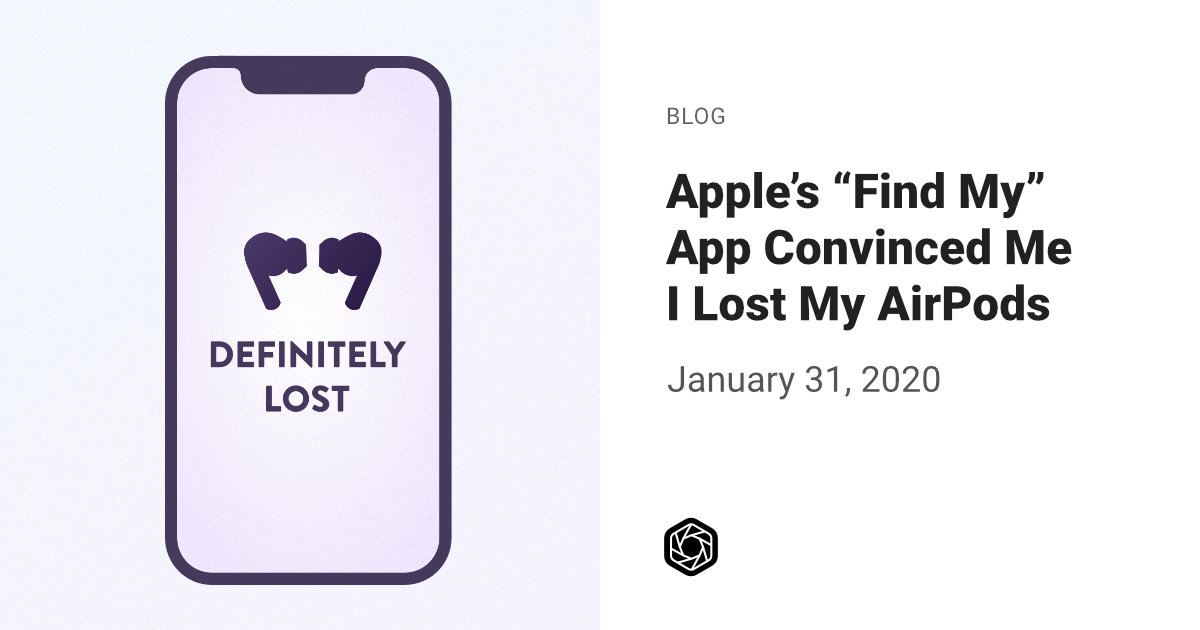 DEFINITELY
LOST
BLOG
Apple’s “Find My”
App Convinced Me
I Lost My AirPods
January 31, 2020